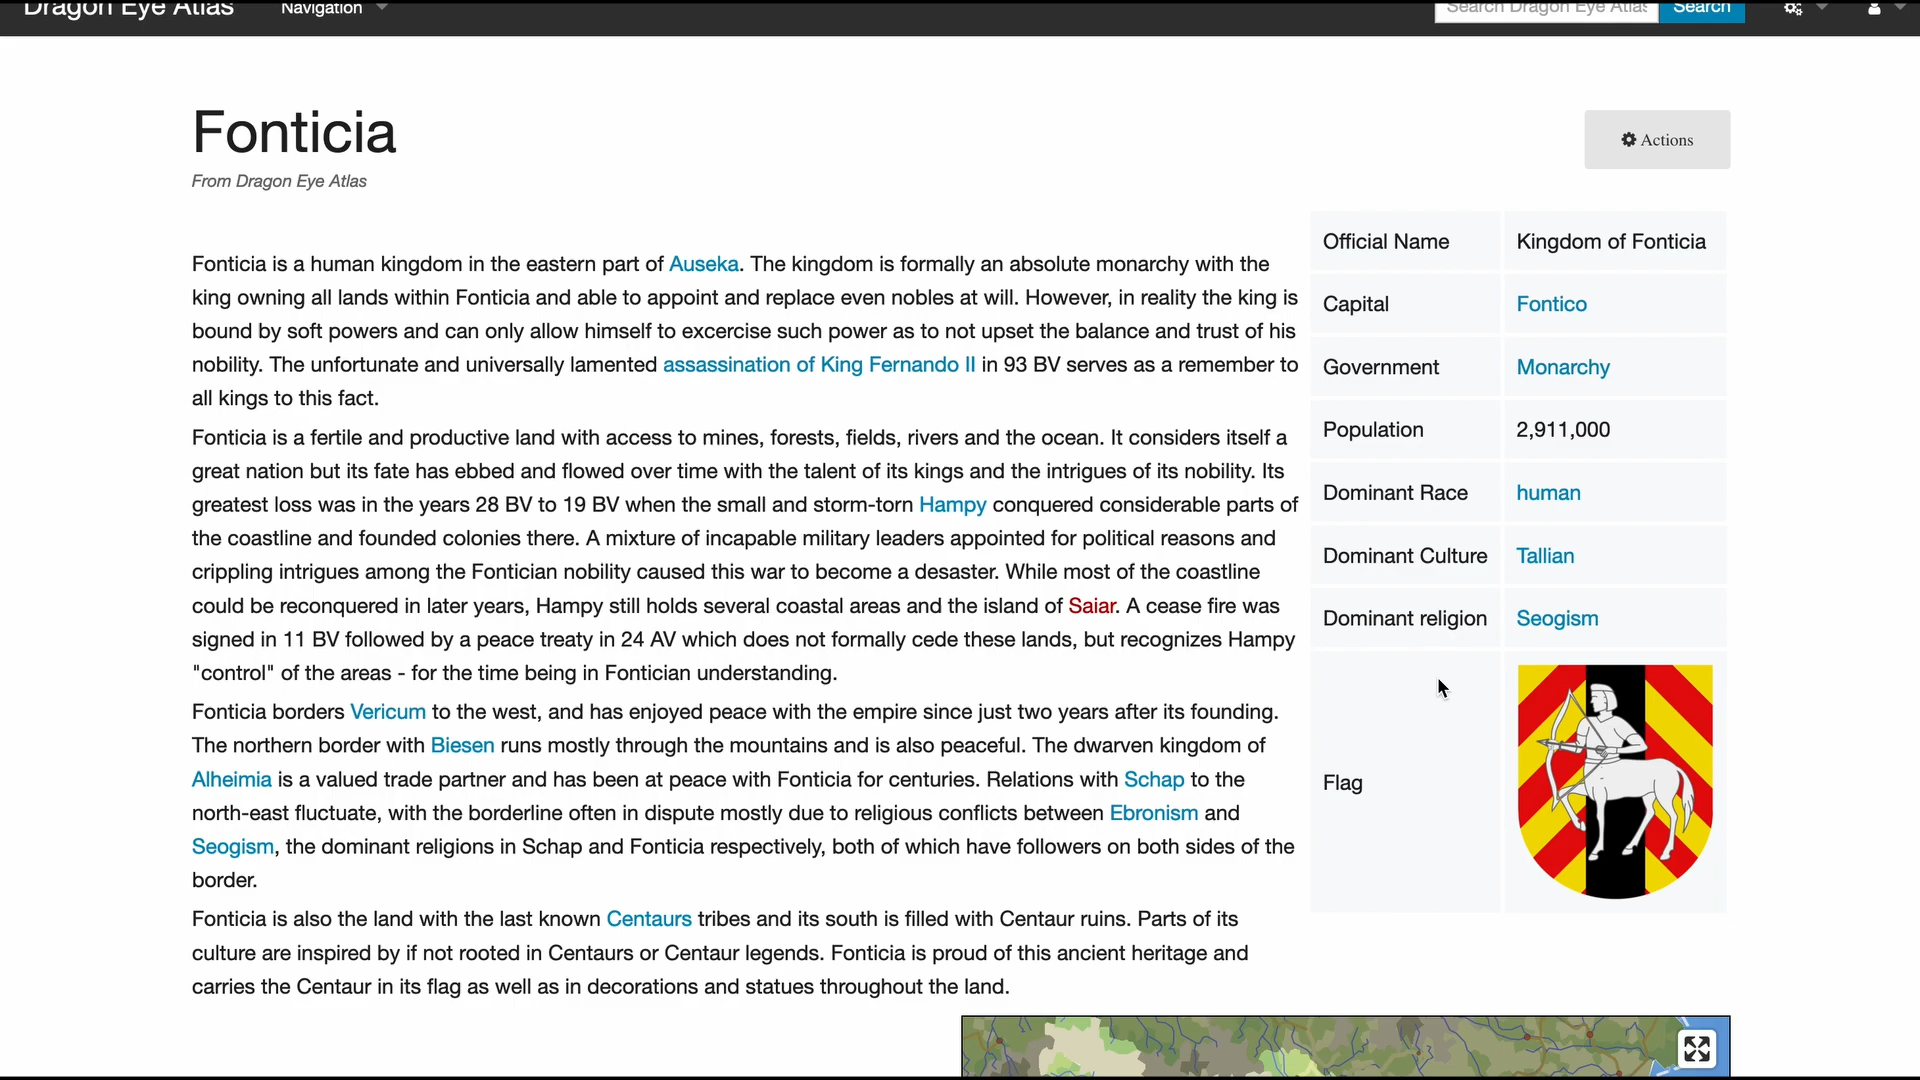 Dragon Eye Atlas
Navigation
Search Dragon Eye Atlas
Search
Fonticia
Actions
From Dragon Eye Atlas
Fonticia is a human kingdom in the eastern part of Auseka. The kingdom is formally an absolute monarchy with the
king owning all lands within Fonticia and able to appoint and replace even nobles at will. However, in reality the king is
bound by soft powers and can only allow himself to excercise such power as to not upset the balance and trust of his
nobility. The unfortunate and universally lamented assassination of King Fernando II in 93 BV serves as a remember to
all kings to this fact.
Fonticia is a fertile and productive land with access to mines, forests, fields, rivers and the ocean. It considers itself a
great nation but its fate has ebbed and flowed over time with the talent of its kings and the intrigues of its nobility. Its
greatest loss was in the years 28 BV to 19 BV when the small and storm-torn Hampy conquered considerable parts of
the coastline and founded colonies there. A mixture of incapable military leaders appointed for political reasons and
crippling intrigues among the Fontician nobility caused this war to become a desaster. While most of the coastline
could be reconquered in later years, Hampy still holds several coastal areas and the island of Saiar. A cease fire was
signed in 11 BV followed by a peace treaty in 24 AV which does not formally cede these lands, but recognizes Hampy
"control" of the areas - for the time being in Fontician understanding.
Fonticia borders Vericum to the west, and has enjoyed peace with the empire since just two years after its founding.
The northern border with Biesen runs mostly through the mountains and is also peaceful. The dwarven kingdom of
Alheimia is a valued trade partner and has been at peace with Fonticia for centuries. Relations with Schap to the
north-east fluctuate, with the borderline often in dispute mostly due to religious conflicts between Ebronism and
Seogism, the dominant religions in Schap and Fonticia respectively, both of which have followers on both sides of the
border.
Fonticia is also the land with the last known Centaurs tribes and its south is filled with Centaur ruins. Parts of its
culture are inspired by if not rooted in Centaurs or Centaur legends. Fonticia is proud of this ancient heritage and
carries the Centaur in its flag as well as in decorations and statues throughout the land.
Official Name Kingdom of Fonticia
Capital Fontico
Government Monarchy
Population 2,911,000
Dominant Race human
Dominant Culture Tallian
Dominant religion Seogism
Flag